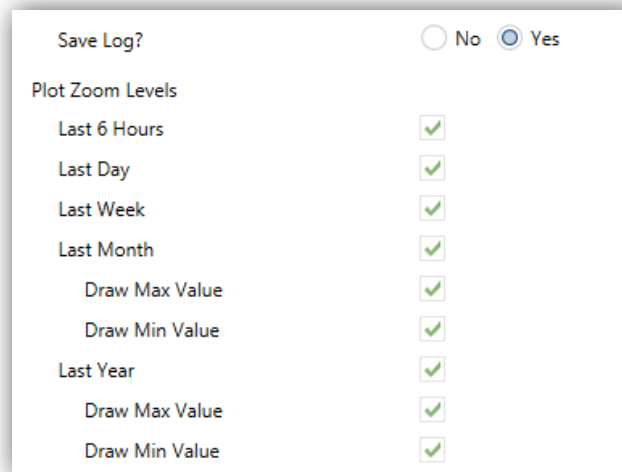 Save Log? No Yes
Plot Zoom Levels
Last 6 Hours
Last Day
Last Week
Last Month
Draw Max Value
Draw Min Value
Last Year
Draw Max Value
Draw Min Value